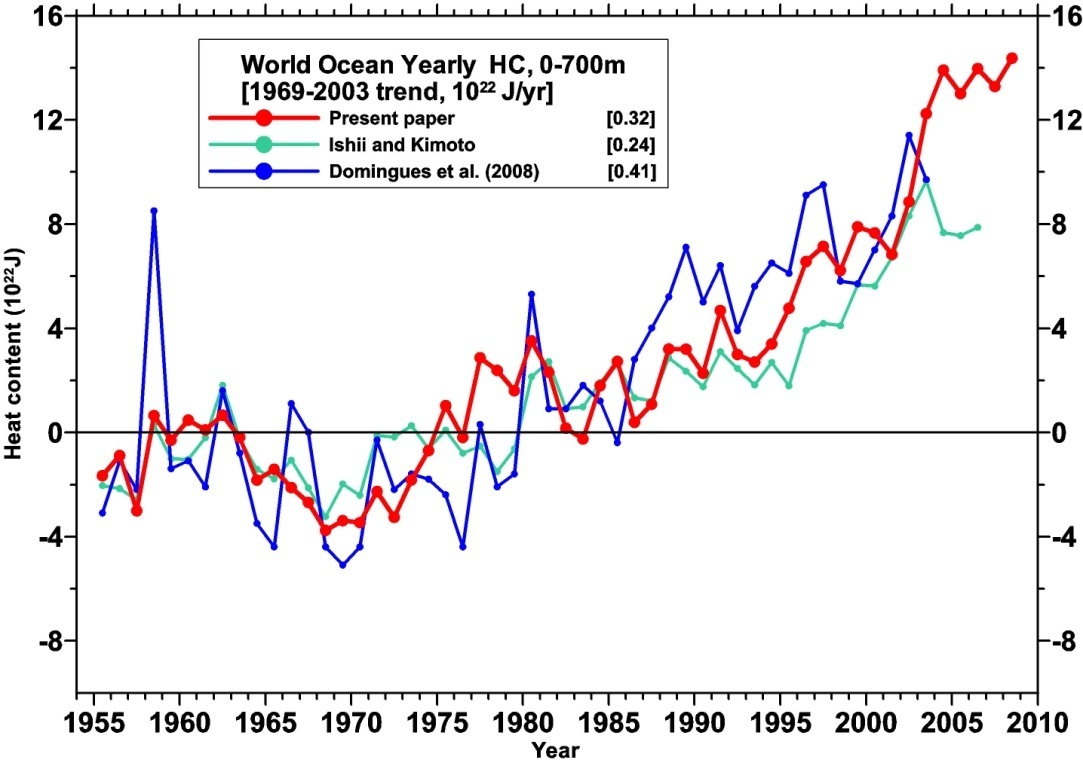 World Ocean Yearly HC, 0-700m
[1969-2003 trend, 10²² J/yr]
Present paper [0.32]
Ishii and Kimoto [0.24]
Domingues et al. (2008) [0.41]
Heat content (10²²J)
16 16
12 12
8 8
4 4
0 0
-4 -4
-8 -8
1955 1960 1965 1970 1975 1980 1985 1990 1995 2000 2005 2010
Year